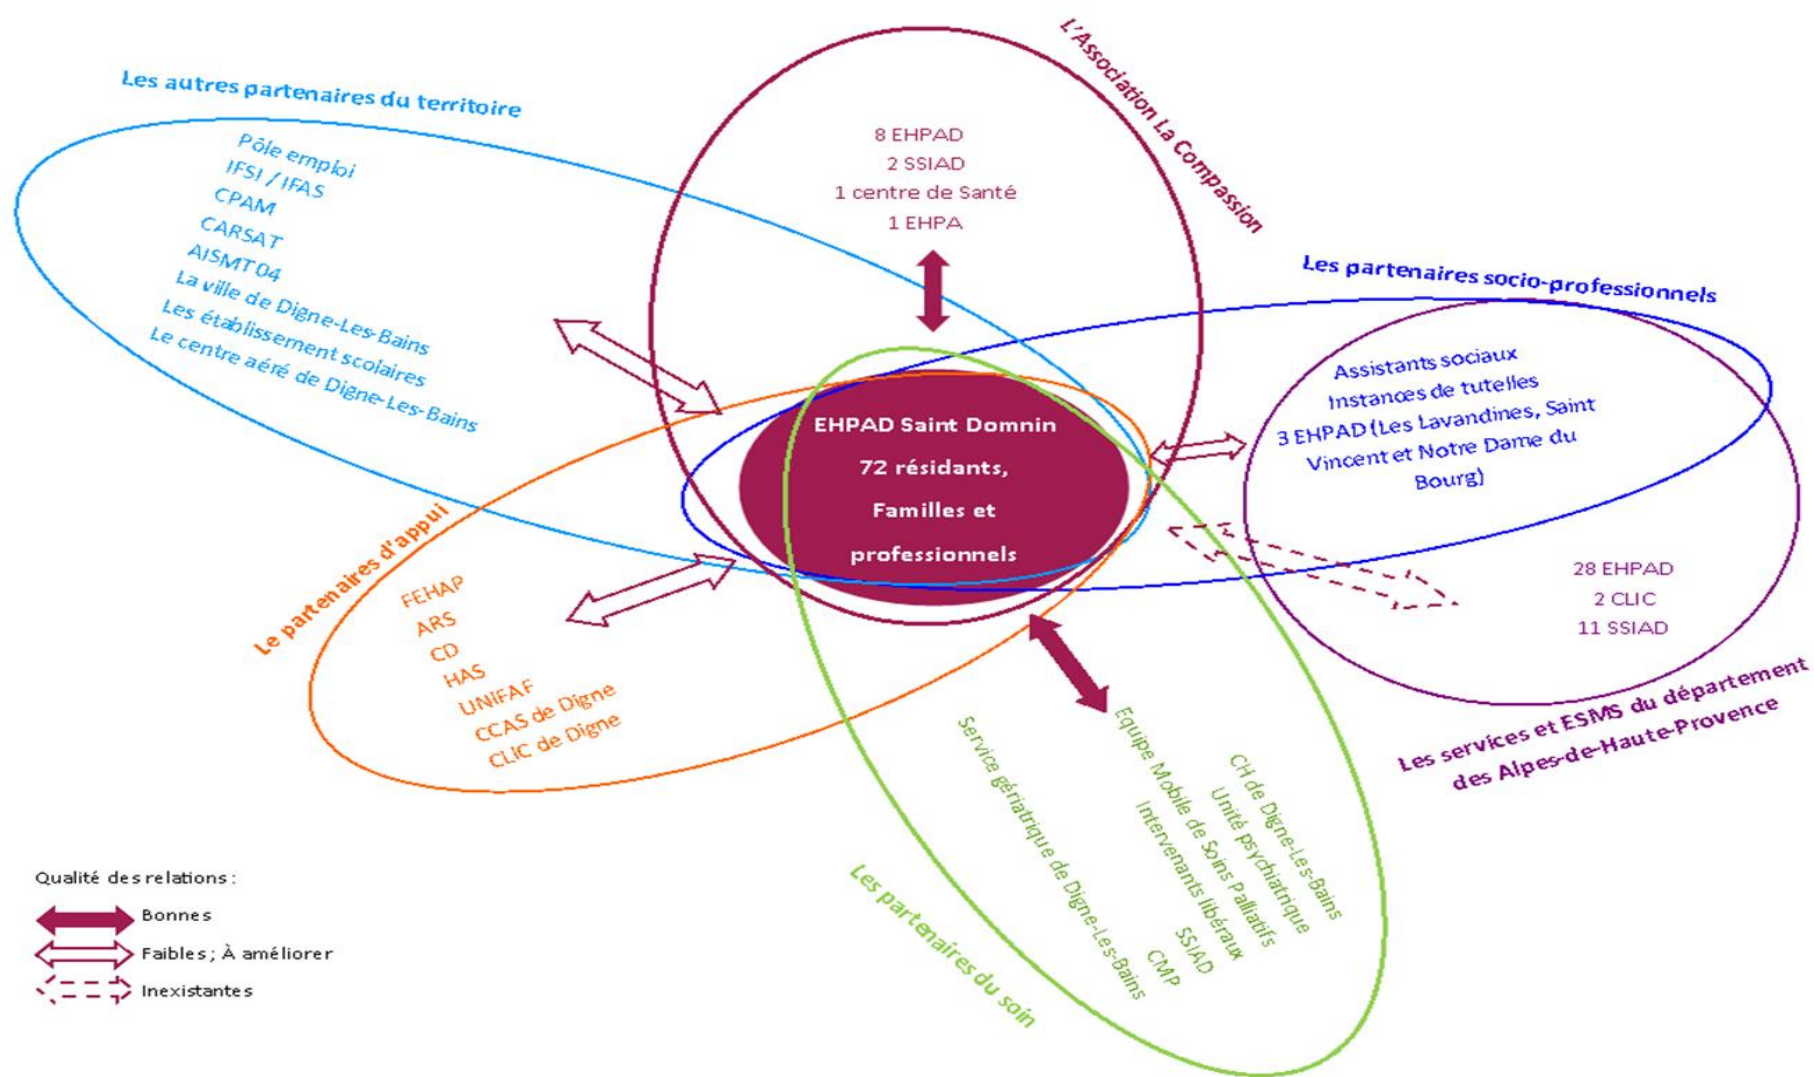 L'Association La Compassion
8 EHPAD
2 SSIAD
1 centre de Santé
1 EHPA
Les autres partenaires du territoire
Pôle emploi
IFSI / IFAS
CPAM
CARSAT
AISMT 04
La ville de Digne-Les-Bains
Les établissement scolaires
Le centre aéré de Digne-Les-Bains
Les partenaires socio-professionnels
Assistants sociaux
Instances de tutelles
3 EHPAD (Les Lavandines, Saint
Vincent et Notre Dame du
Bourg)
EHPAD Saint Domnin
72 résidants,
Familles et
professionnels
28 EHPAD
2 CLIC
11 SSIAD
Les services et ESMS du département
des Alpes-de-Haute-Provence
Le partenaires d'appui
FEHAP
ARS
CD
HAS
UNIFAF
CCAS de Digne
CLIC de Digne
CH de Digne-Les-Bains
Unité psychiatrique
Equipe Mobile de Soins Palliatifs
Intervenants libéraux
SSIAD
CMP
Service gériatrique de Digne-Les-Bains
Les partenaires du soin
Qualité des relations :
Bonnes
Faibles ; À améliorer
Inexistantes